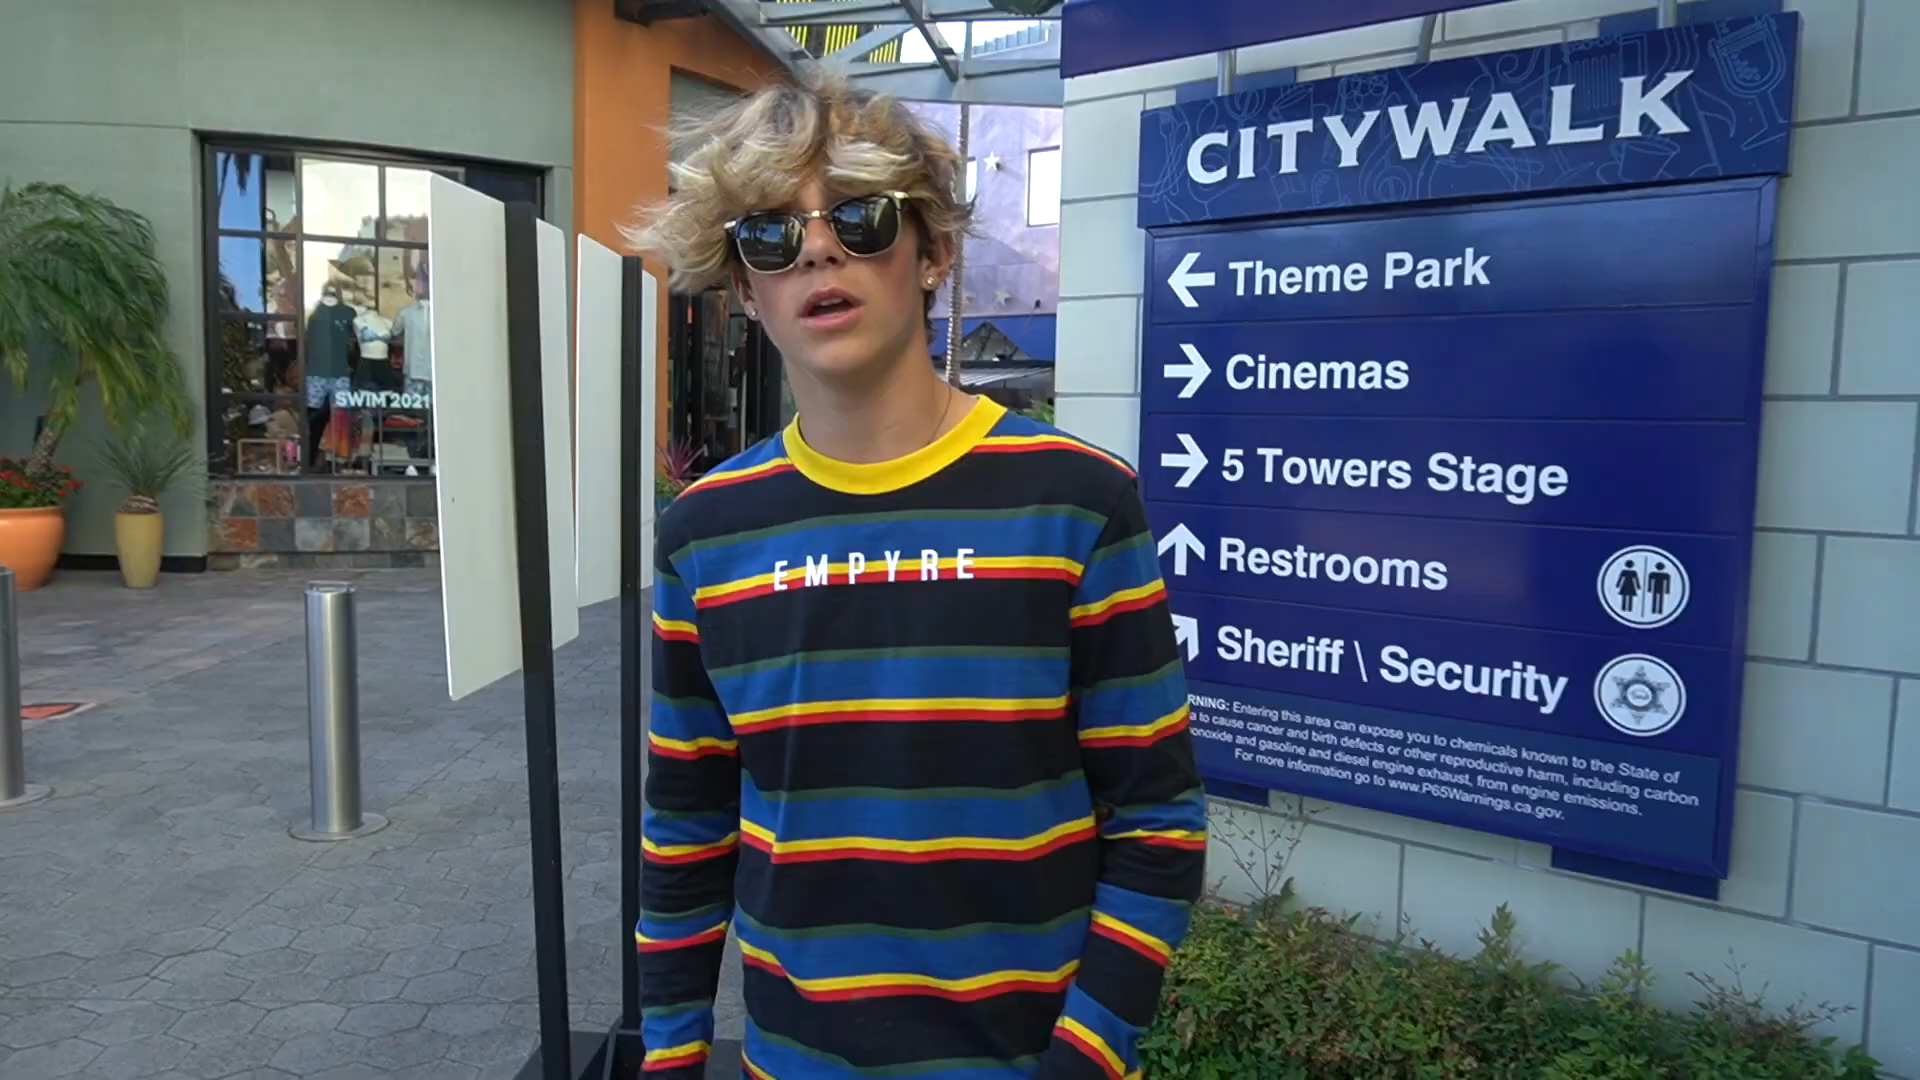 CITYWALK
Theme Park
Cinemas
5 Towers Stage
Restrooms
Sheriff \ Security
RNING: Entering this area can expose you to chemicals known to the State of
a to cause cancer and birth defects or other reproductive harm, including carbon
onoxide and gasoline and diesel engine exhaust, from engine emissions.
For more information go to www.P65Warnings.ca.gov.
SWIM 2021
EMPYRE